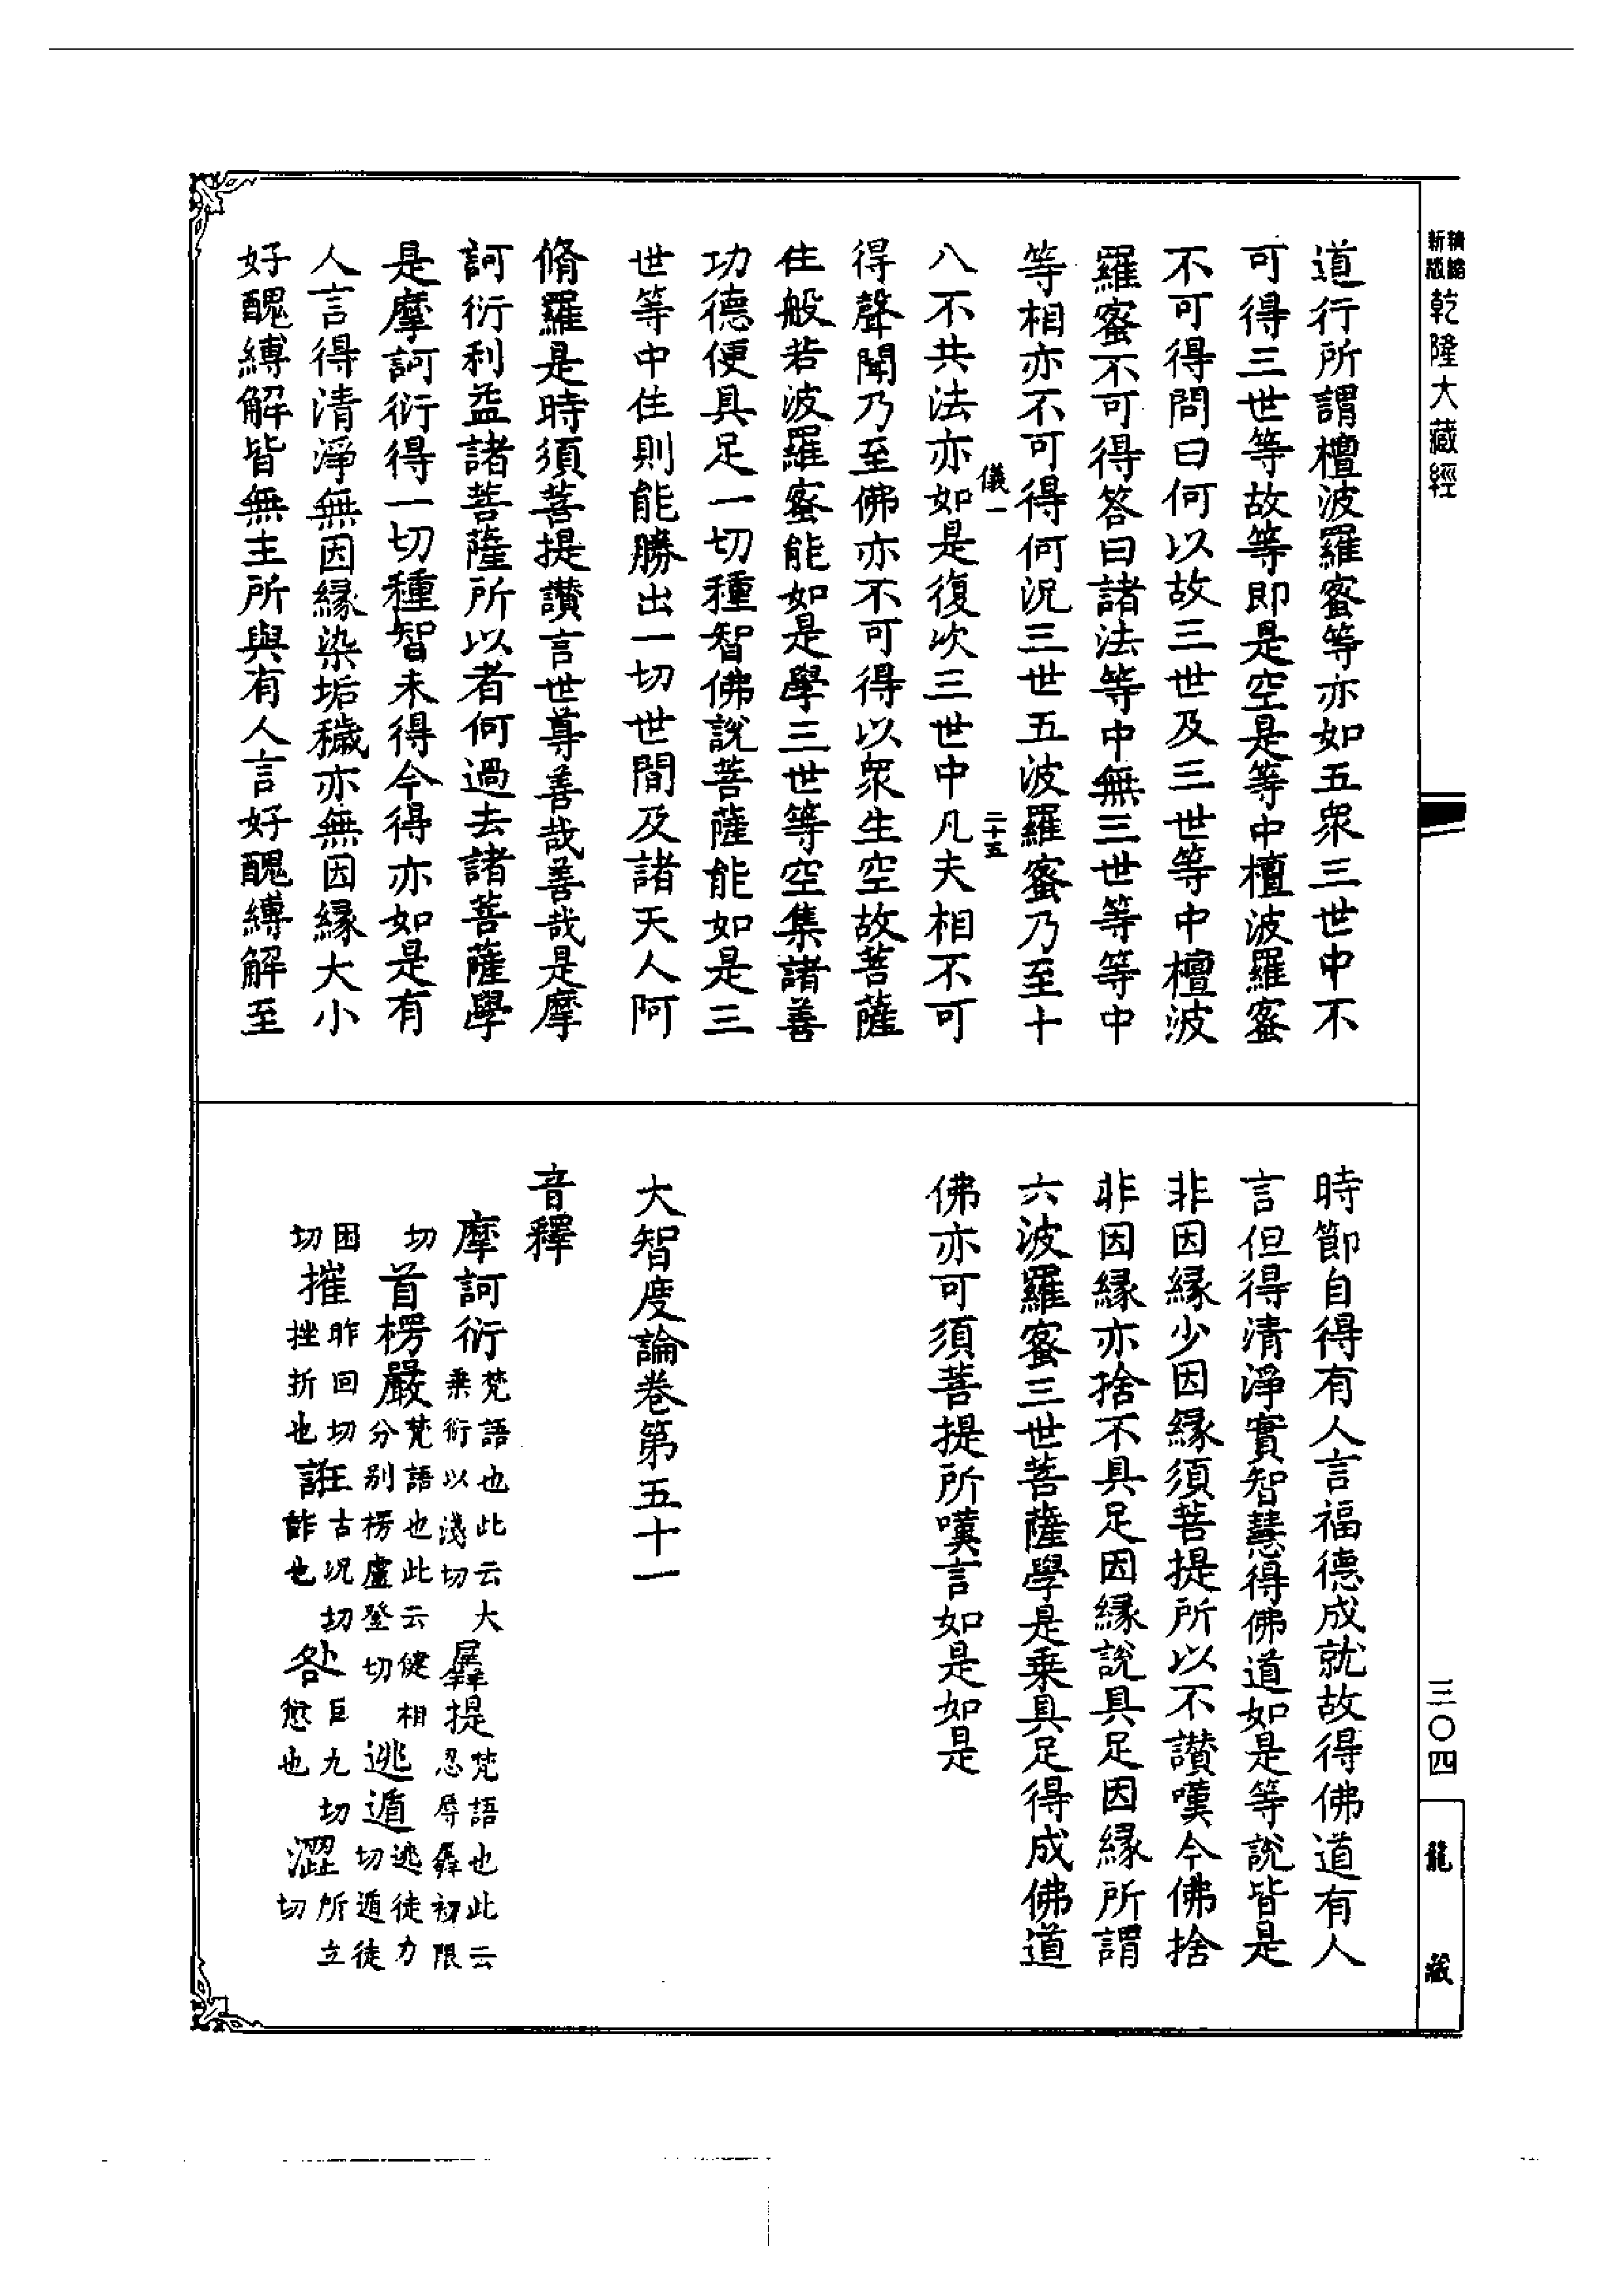 精縮新版乾隆大藏經
道行所謂檀波羅蜜等亦如五衆三世中不
可得三世等故等即是空是等中檀波羅蜜
不可得問曰何以故三世及三世等中檀波
羅蜜不可得答曰諸法等中無三世等等中
等相亦不可得何況三世五波羅蜜乃至十
儀一
二十五
八不共法亦如是復次三世中凡夫相不可
得聲聞乃至佛亦不可得以衆生空故菩薩
住般若波羅蜜能如是學三世等空集諸善
功德便具足一切種智佛說菩薩能如是三
世等中住則能勝出一切世間及諸天人阿
脩羅是時須菩提讚言世尊善哉善哉是摩
訶衍利益諸菩薩所以者何過去諸菩薩學
是摩訶衍得一切種智未得今得亦如是有
人言得清淨無因緣染垢穢亦無因緣大小
好醜縛解皆無主所與有人言好醜縛解至
時節自得有人言福德成就故得佛道有人
言但得清淨實智慧得佛道如是等說皆是
非因緣少因緣須菩提所以不讚嘆今佛捨
非因緣亦捨不具足因緣說具足因緣所謂
六波羅蜜三世菩薩學是乘具足得成佛道
佛亦可須菩提所嘆言如是如是
大智度論卷第五十一
音釋
摩訶衍梵語也此云大乘衍以淺切 羼提梵語也此云忍辱羼初限
切 首楞嚴梵語也此云健相分別楞盧登切 逃遁逃徒刀切遁徒
困切 摧昨回切挫折也 誑古況切詐也 咎巨九切愆也 澀所立切
三〇四
龍藏